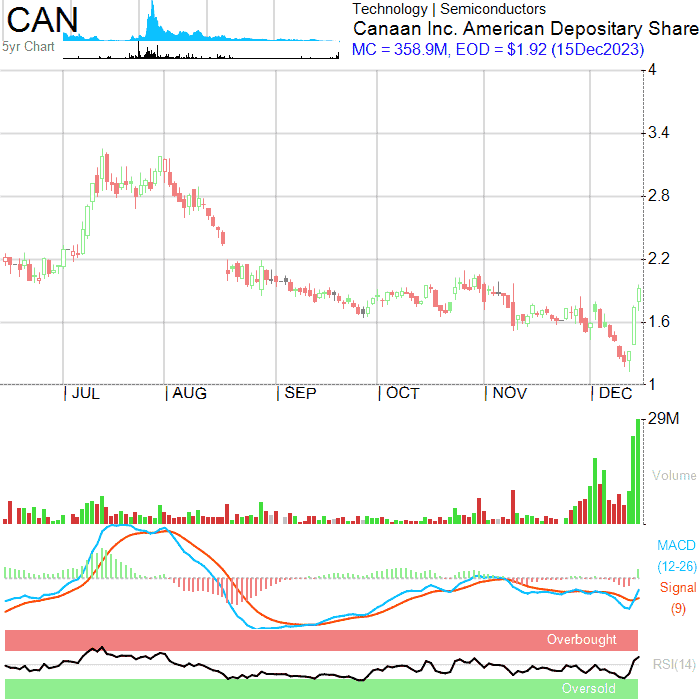 CAN
5yr Chart
Technology | Semiconductors
Canaan Inc. American Depositary Share
MC = 358.9M, EOD = $1.92 (15Dec2023)
4
3.4
2.8
2.2
1.6
1
JUL AUG SEP OCT NOV DEC
29M
Volume
MACD
(12-26)
Signal
(9)
Overbought
RSI(14)
Oversold